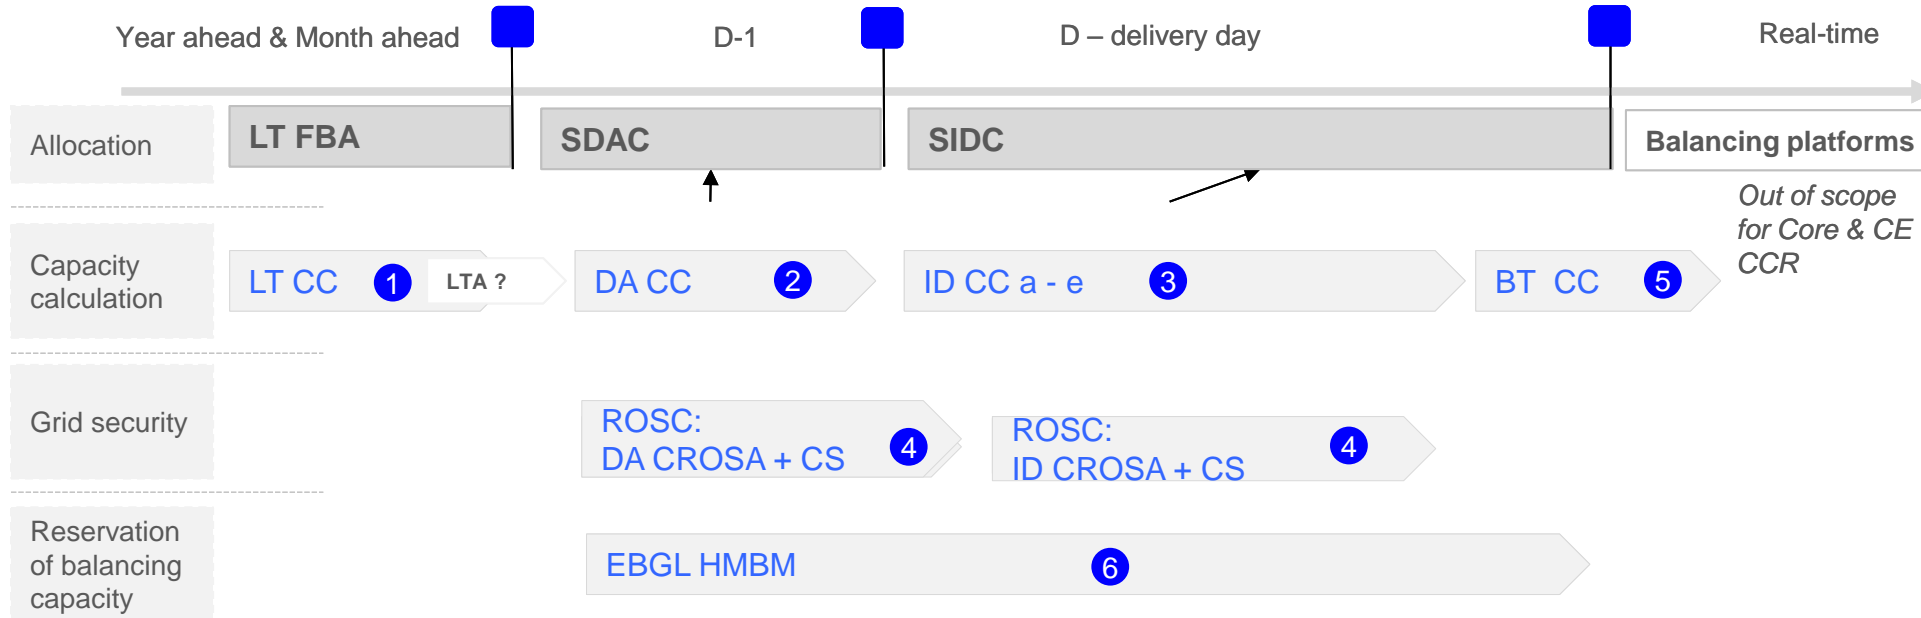 Year ahead & Month ahead
D-1
D – delivery day
Real-time
Allocation
LT FBA
SDAC
SIDC
Balancing platforms
Out of scope
for Core & CE
CCR
Capacity
calculation
LT CC 1
LTA ?
DA CC 2
ID CC a - e 3
BT CC 5
Grid security
ROSC:
DA CROSA + CS 4
ROSC:
ID CROSA + CS 4
Reservation
of balancing
capacity
EBGL HMBM 6